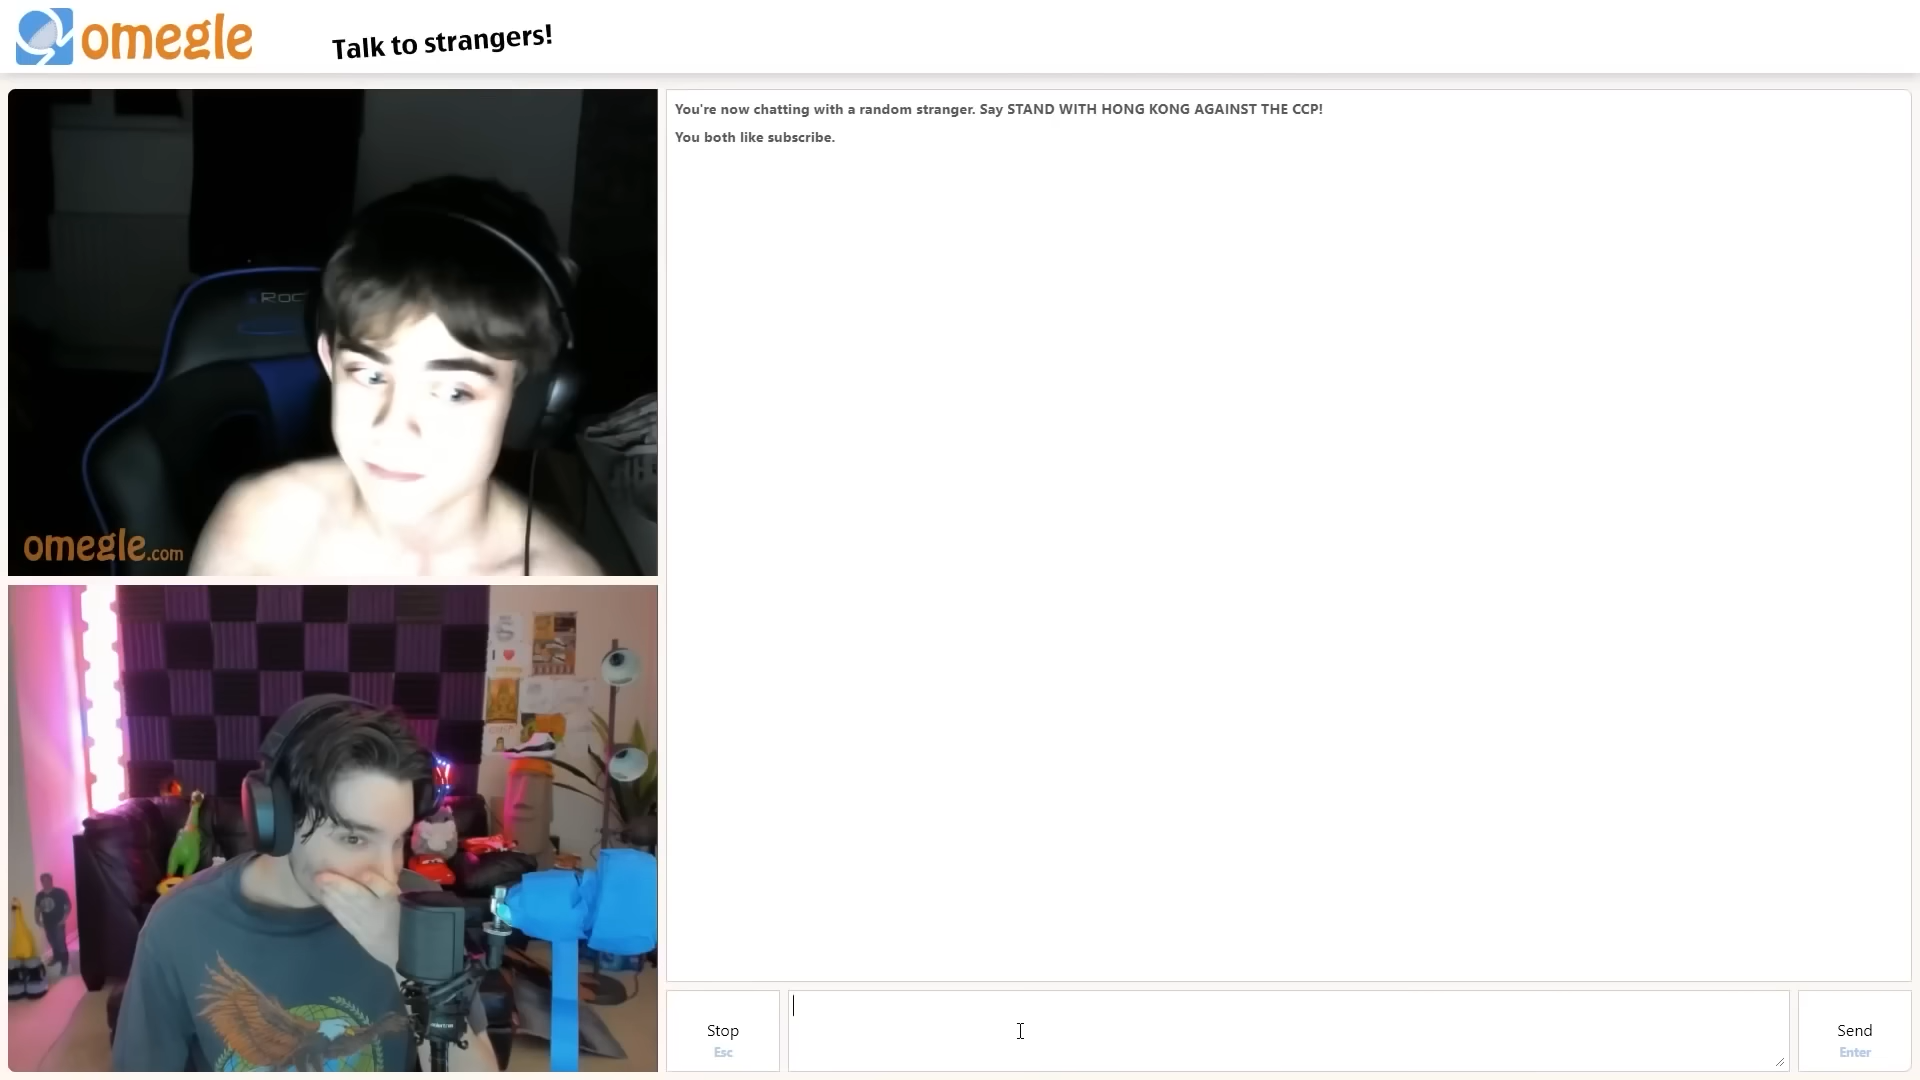 omegle
Talk to strangers!
You're now chatting with a random stranger. Say STAND WITH HONG KONG AGAINST THE CCP!
You both like subscribe.
omegle.com
Stop
Esc
Send
Enter